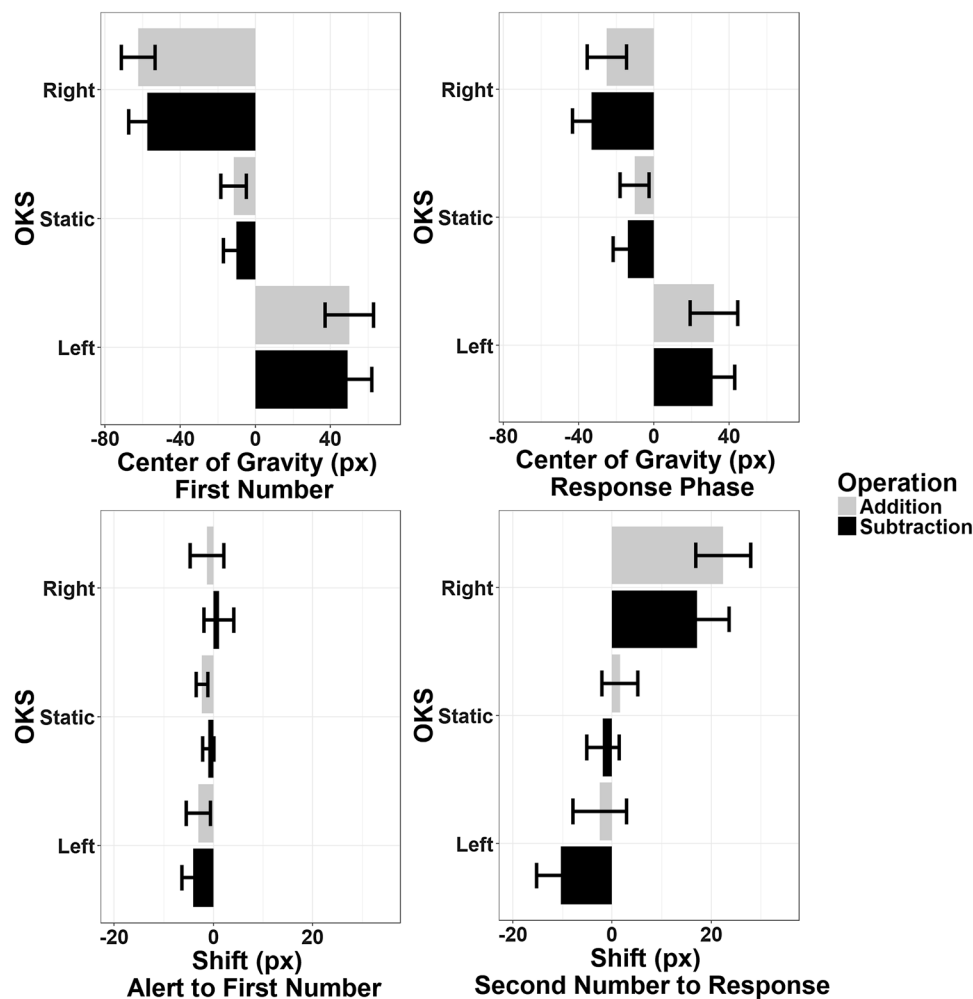 OKS
Right
Static
Left
-80 -40 0 40
Center of Gravity (px)
First Number
OKS
Right
Static
Left
-80 -40 0 40
Center of Gravity (px)
Response Phase
Operation
Addition
Subtraction
OKS
Right
Static
Left
-20 0 20
Shift (px)
Alert to First Number
OKS
Right
Static
Left
-20 0 20
Shift (px)
Second Number to Response